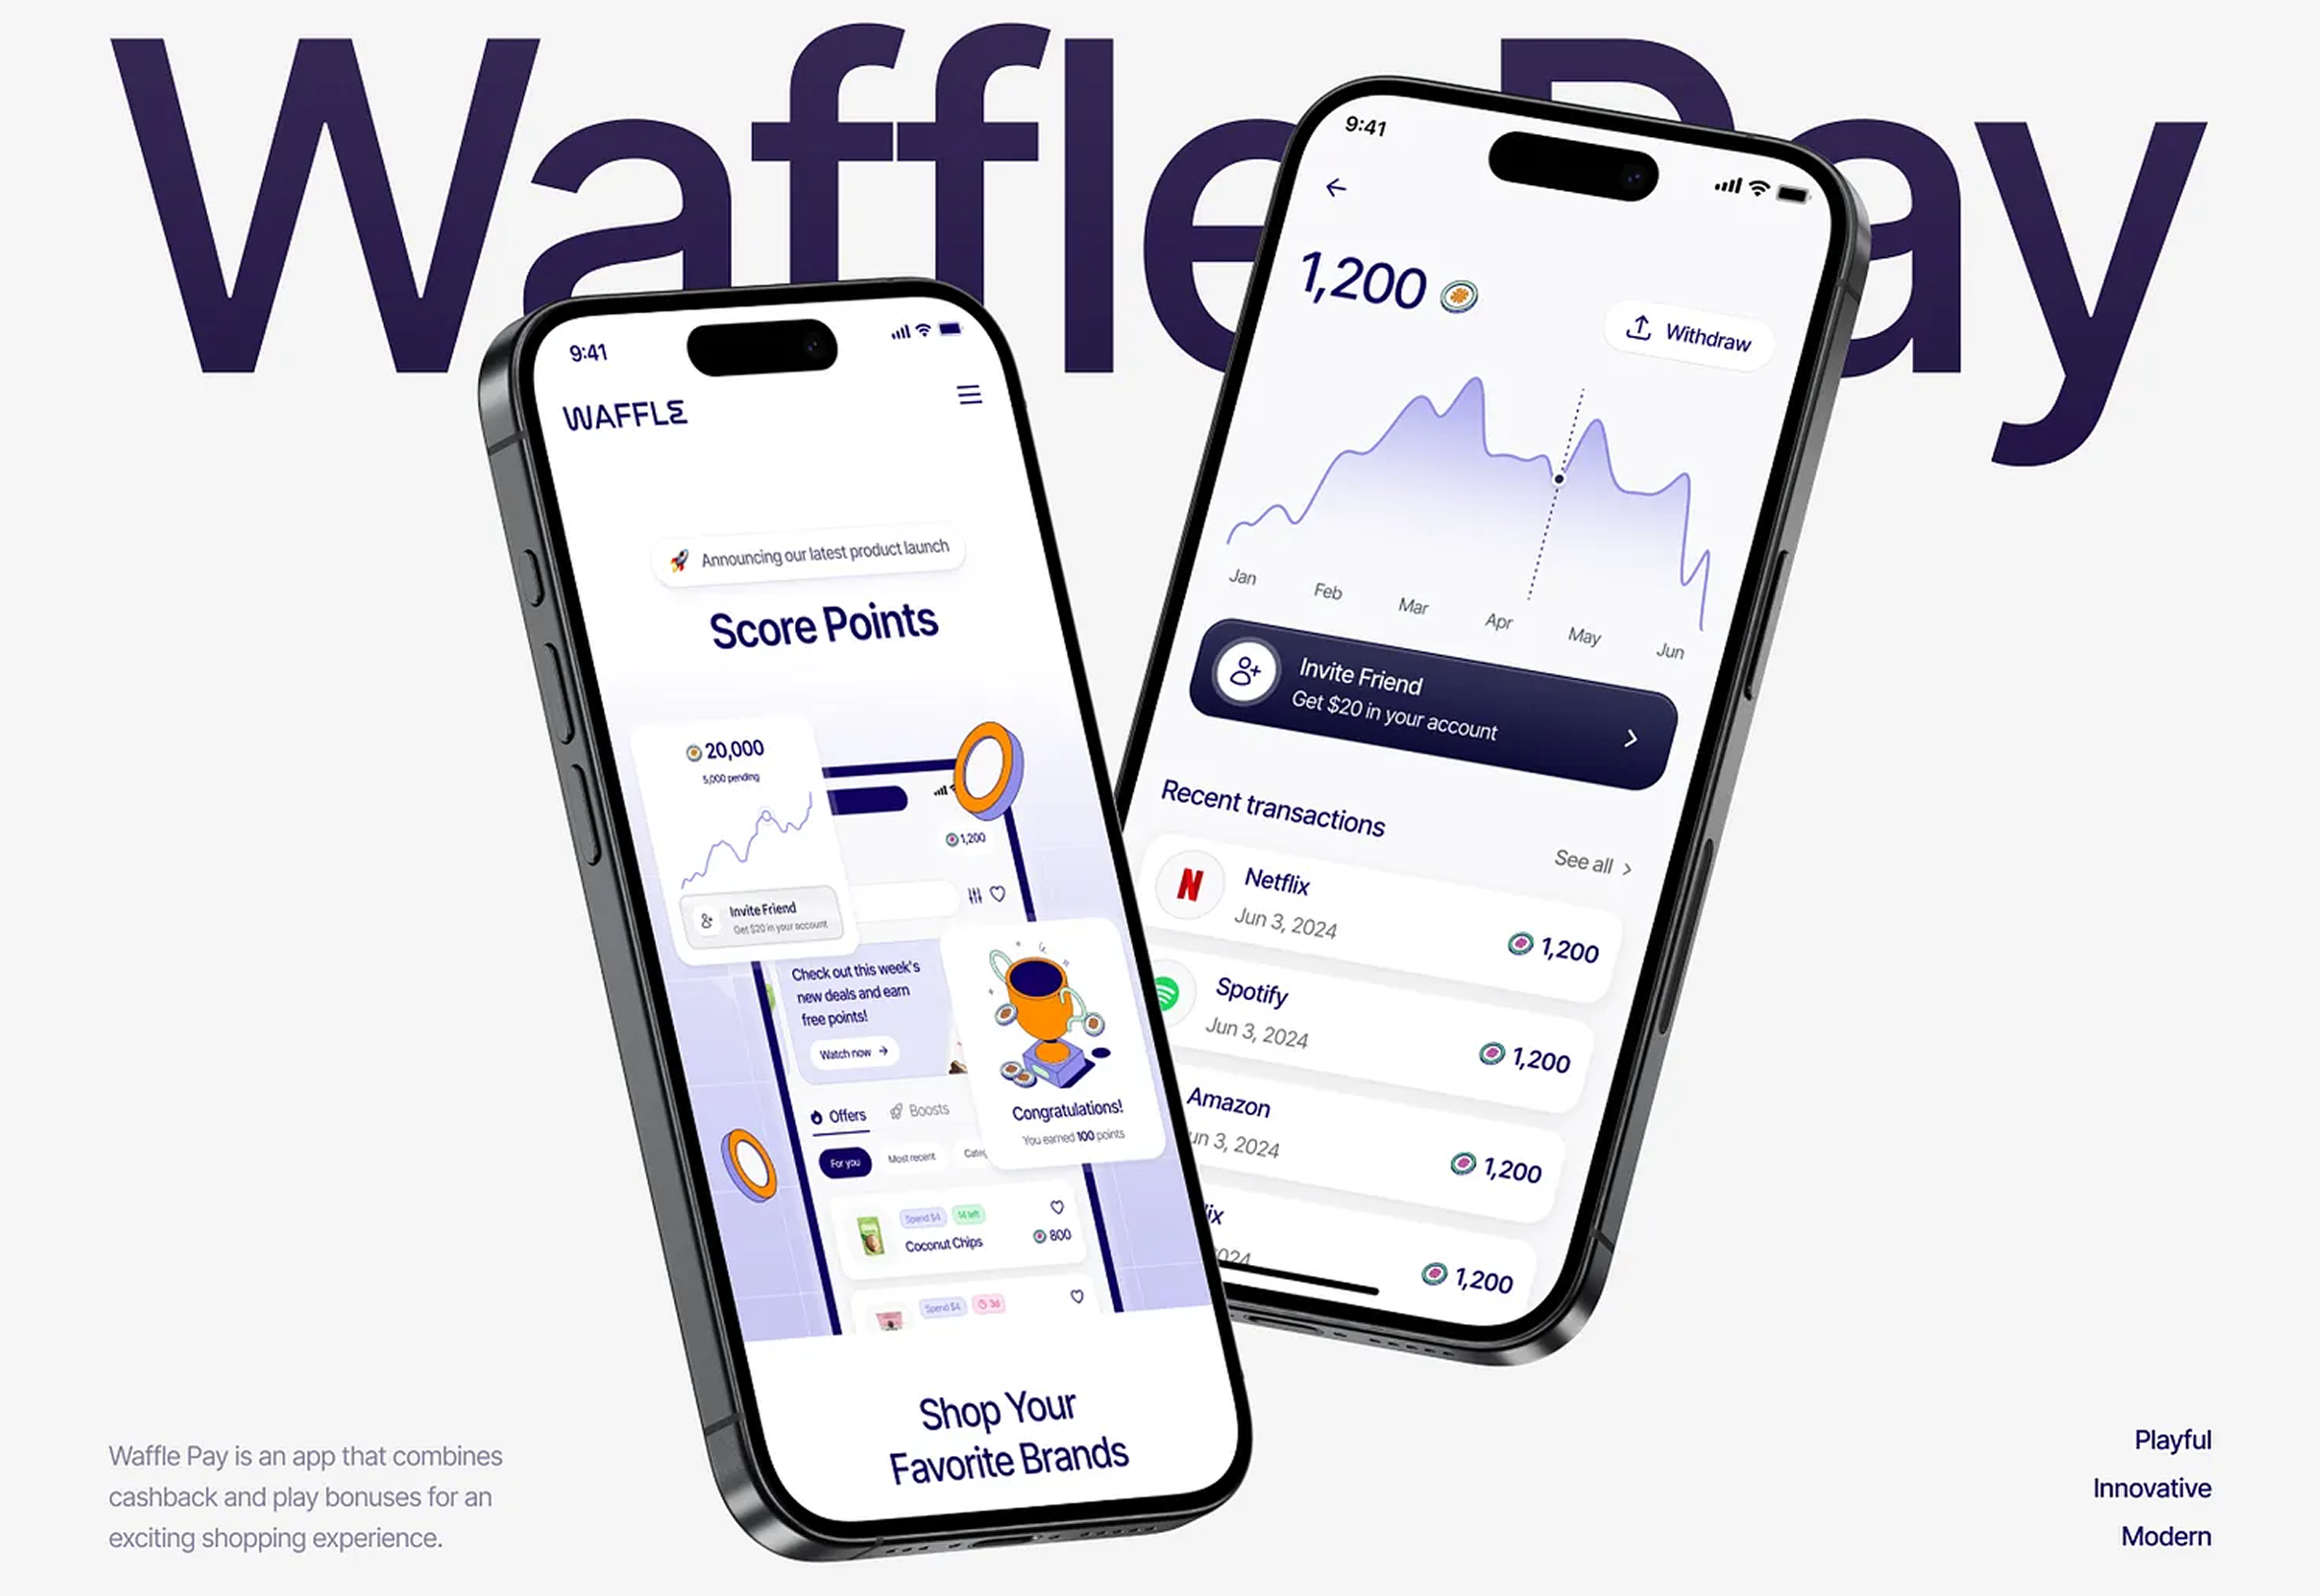 Waffle Pay
9:41
WAFFLE
Announcing our latest product launch
Score Points
20,000
5,000 pending
Invite Friend
Get $20 in your account
1,200
Check out this week's
new deals and earn
free points!
Watch now
Congratulations!
You earned 100 points
Offers
Boosts
For you
Most recent
Spend $4
14 left
Coconut Chips
800
Spend $4
3d
Shop Your
Favorite Brands
9:41
1,200
Withdraw
Jan
Feb
Mar
Apr
May
Jun
Invite Friend
Get $20 in your account
Recent transactions
See all
Netflix
Jun 3, 2024
1,200
Spotify
Jun 3, 2024
1,200
Amazon
un 3, 2024
1,200
lix
2024
1,200
Waffle Pay is an app that combines
cashback and play bonuses for an
exciting shopping experience.
Playful
Innovative
Modern